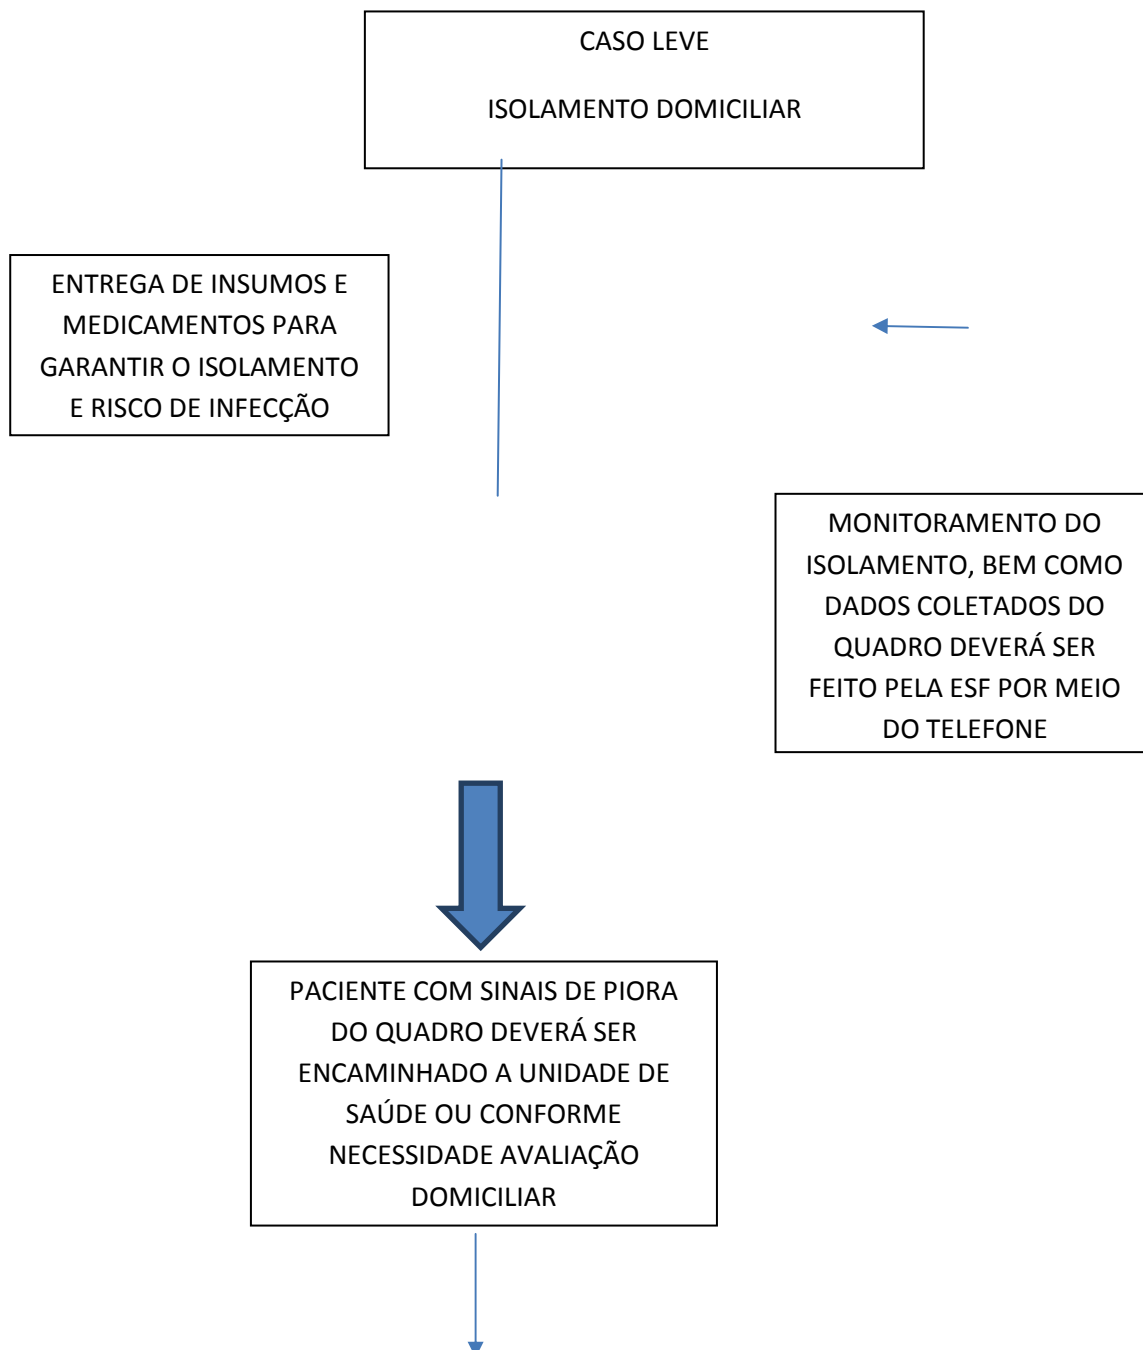 CASO LEVE
ISOLAMENTO DOMICILIAR
ENTREGA DE INSUMOS E
MEDICAMENTOS PARA
GARANTIR O ISOLAMENTO
E RISCO DE INFECÇÃO
MONITORAMENTO DO
ISOLAMENTO, BEM COMO
DADOS COLETADOS DO
QUADRO DEVERÁ SER
FEITO PELA ESF POR MEIO
DO TELEFONE
PACIENTE COM SINAIS DE PIORA
DO QUADRO DEVERÁ SER
ENCAMINHADO A UNIDADE DE
SAÚDE OU CONFORME
NECESSIDADE AVALIAÇÃO
DOMICILIAR